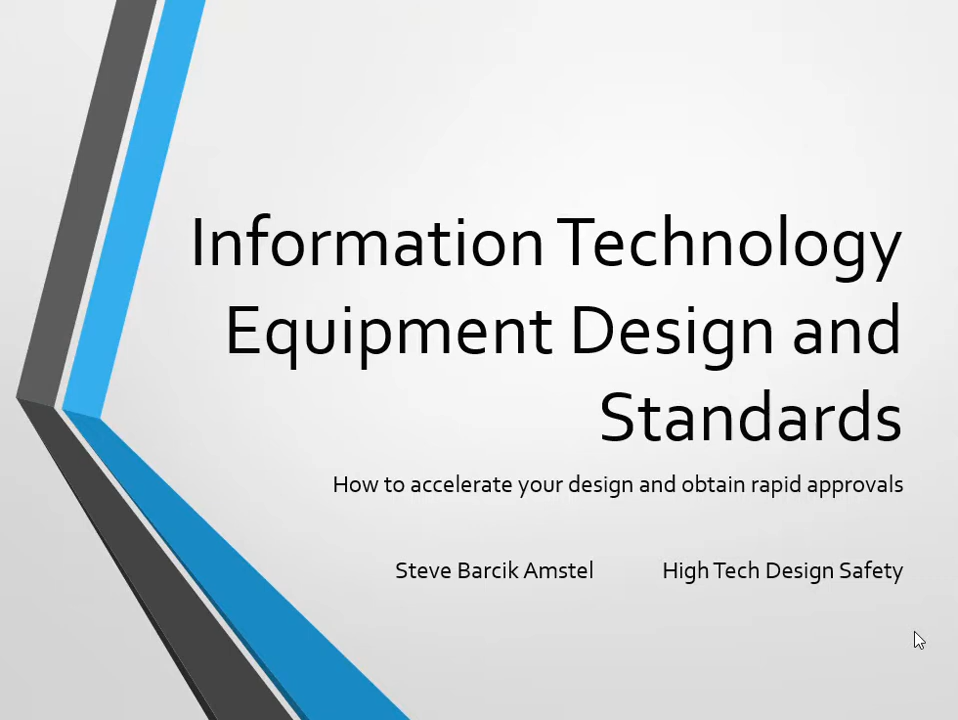 Information Technology
Equipment Design and
Standards
How to accelerate your design and obtain rapid approvals
Steve Barcik Amstel High Tech Design Safety